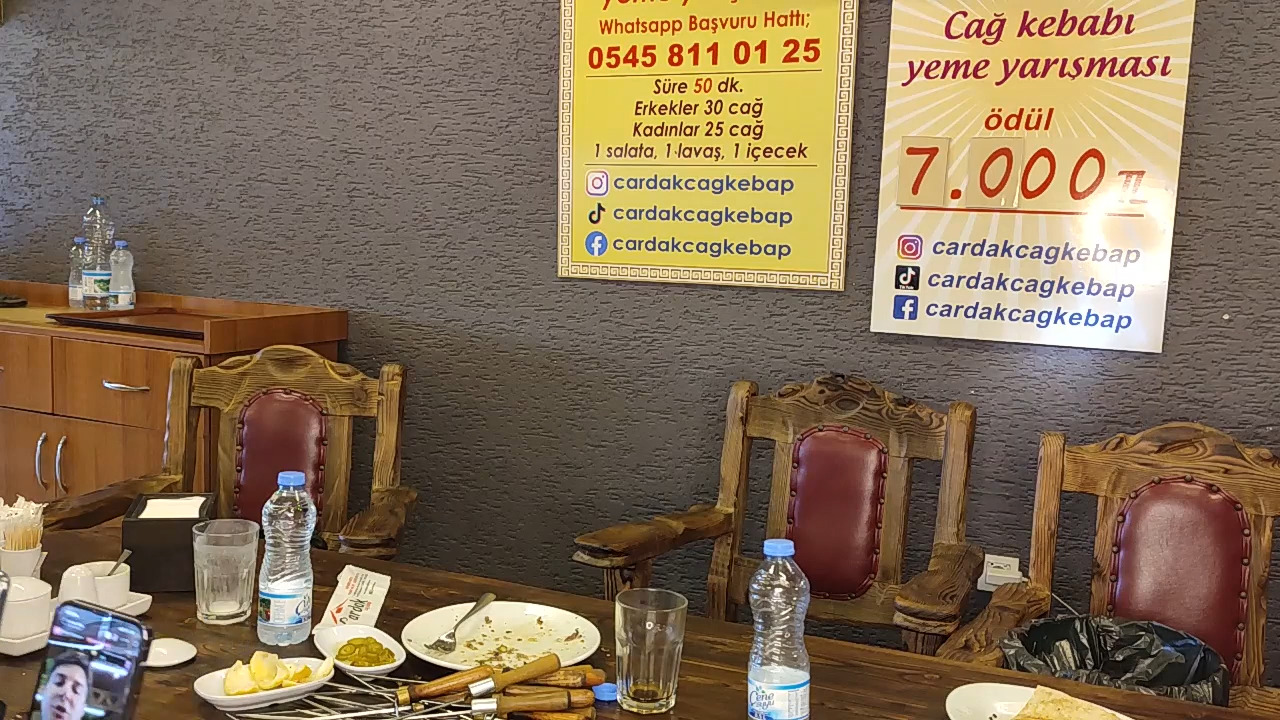 Whatsapp Başvuru Hattı;
0545 811 01 25
Süre 50 dk.
Erkekler 30 cağ
Kadınlar 25 cağ
1 salata, 1 lavaş, 1 içecek
cardakcagkebap
cardakcagkebap
cardakcagkebap
Cağ kebabı
yeme yarışması
ödül
7.000 TL
cardakcagkebap
cardakcagkebap
cardakcagkebap